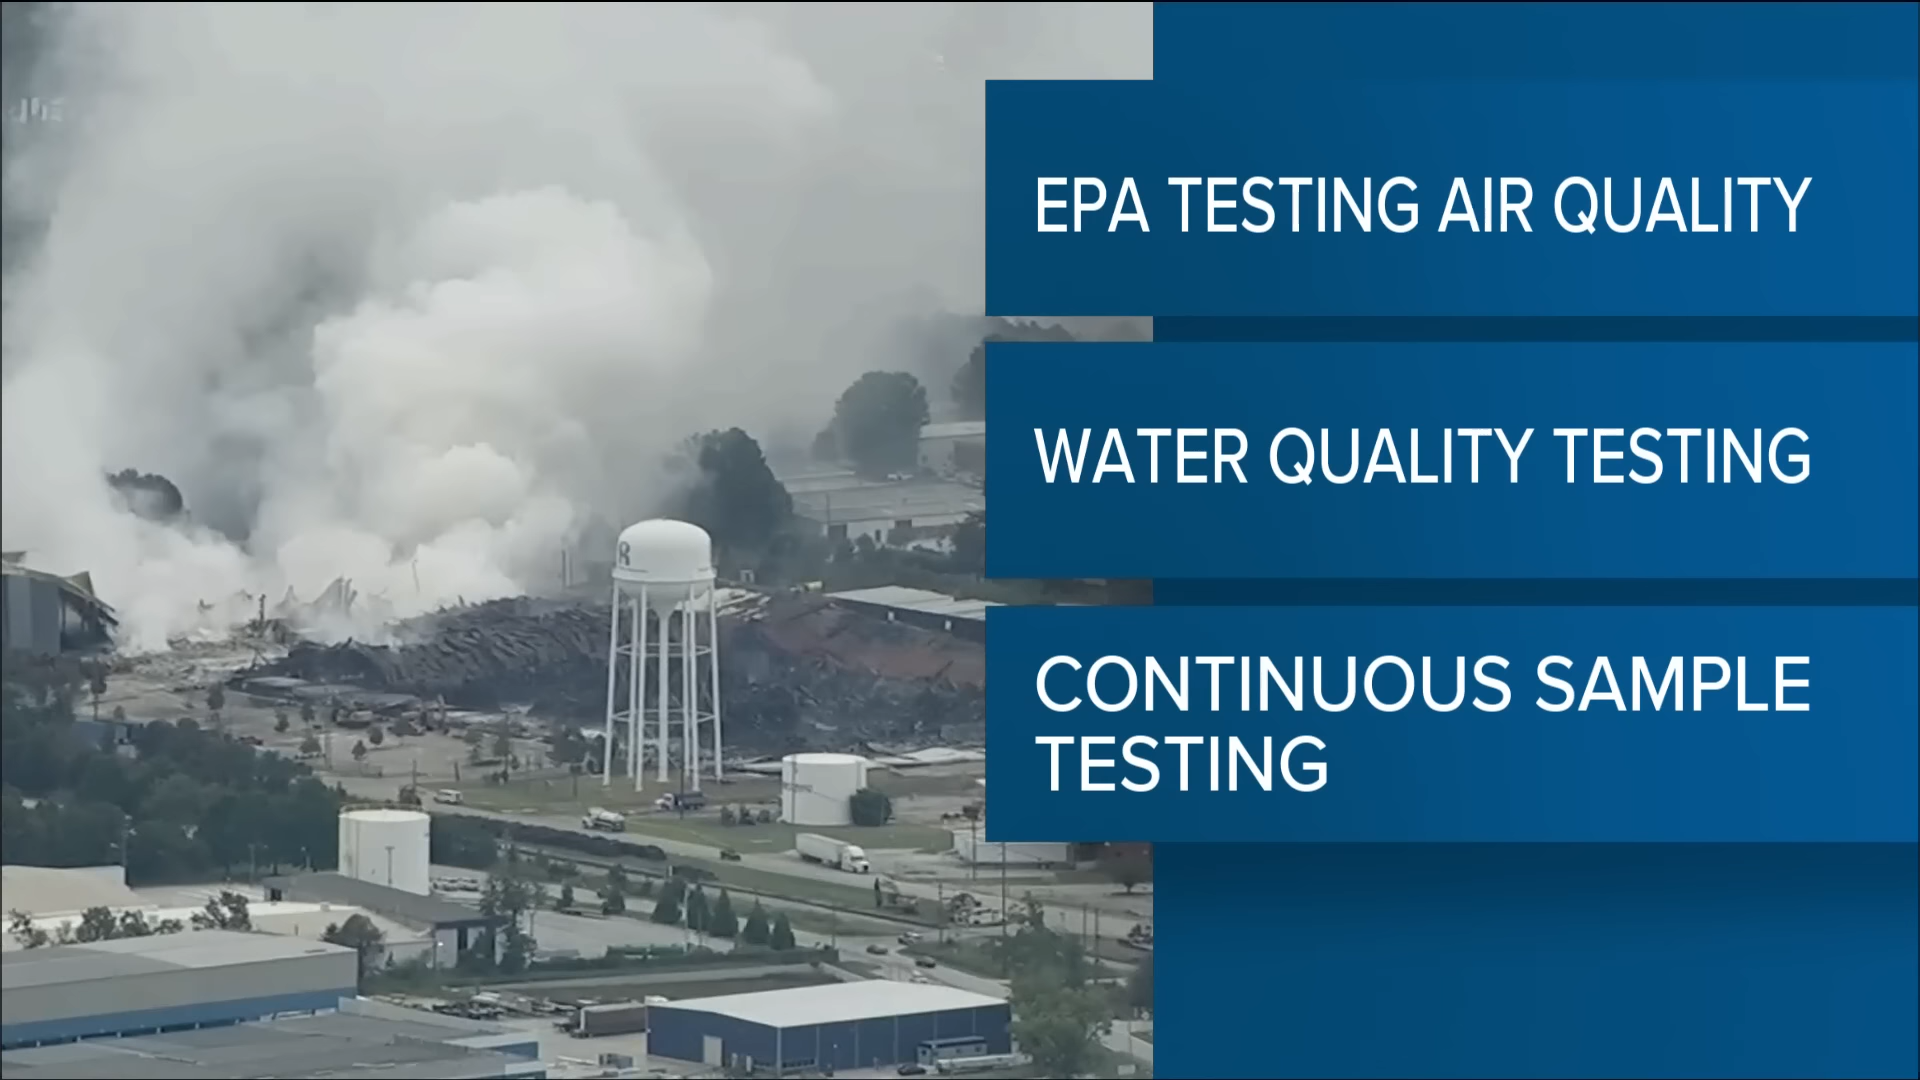 EPA TESTING AIR QUALITY
WATER QUALITY TESTING
CONTINUOUS SAMPLE
TESTING